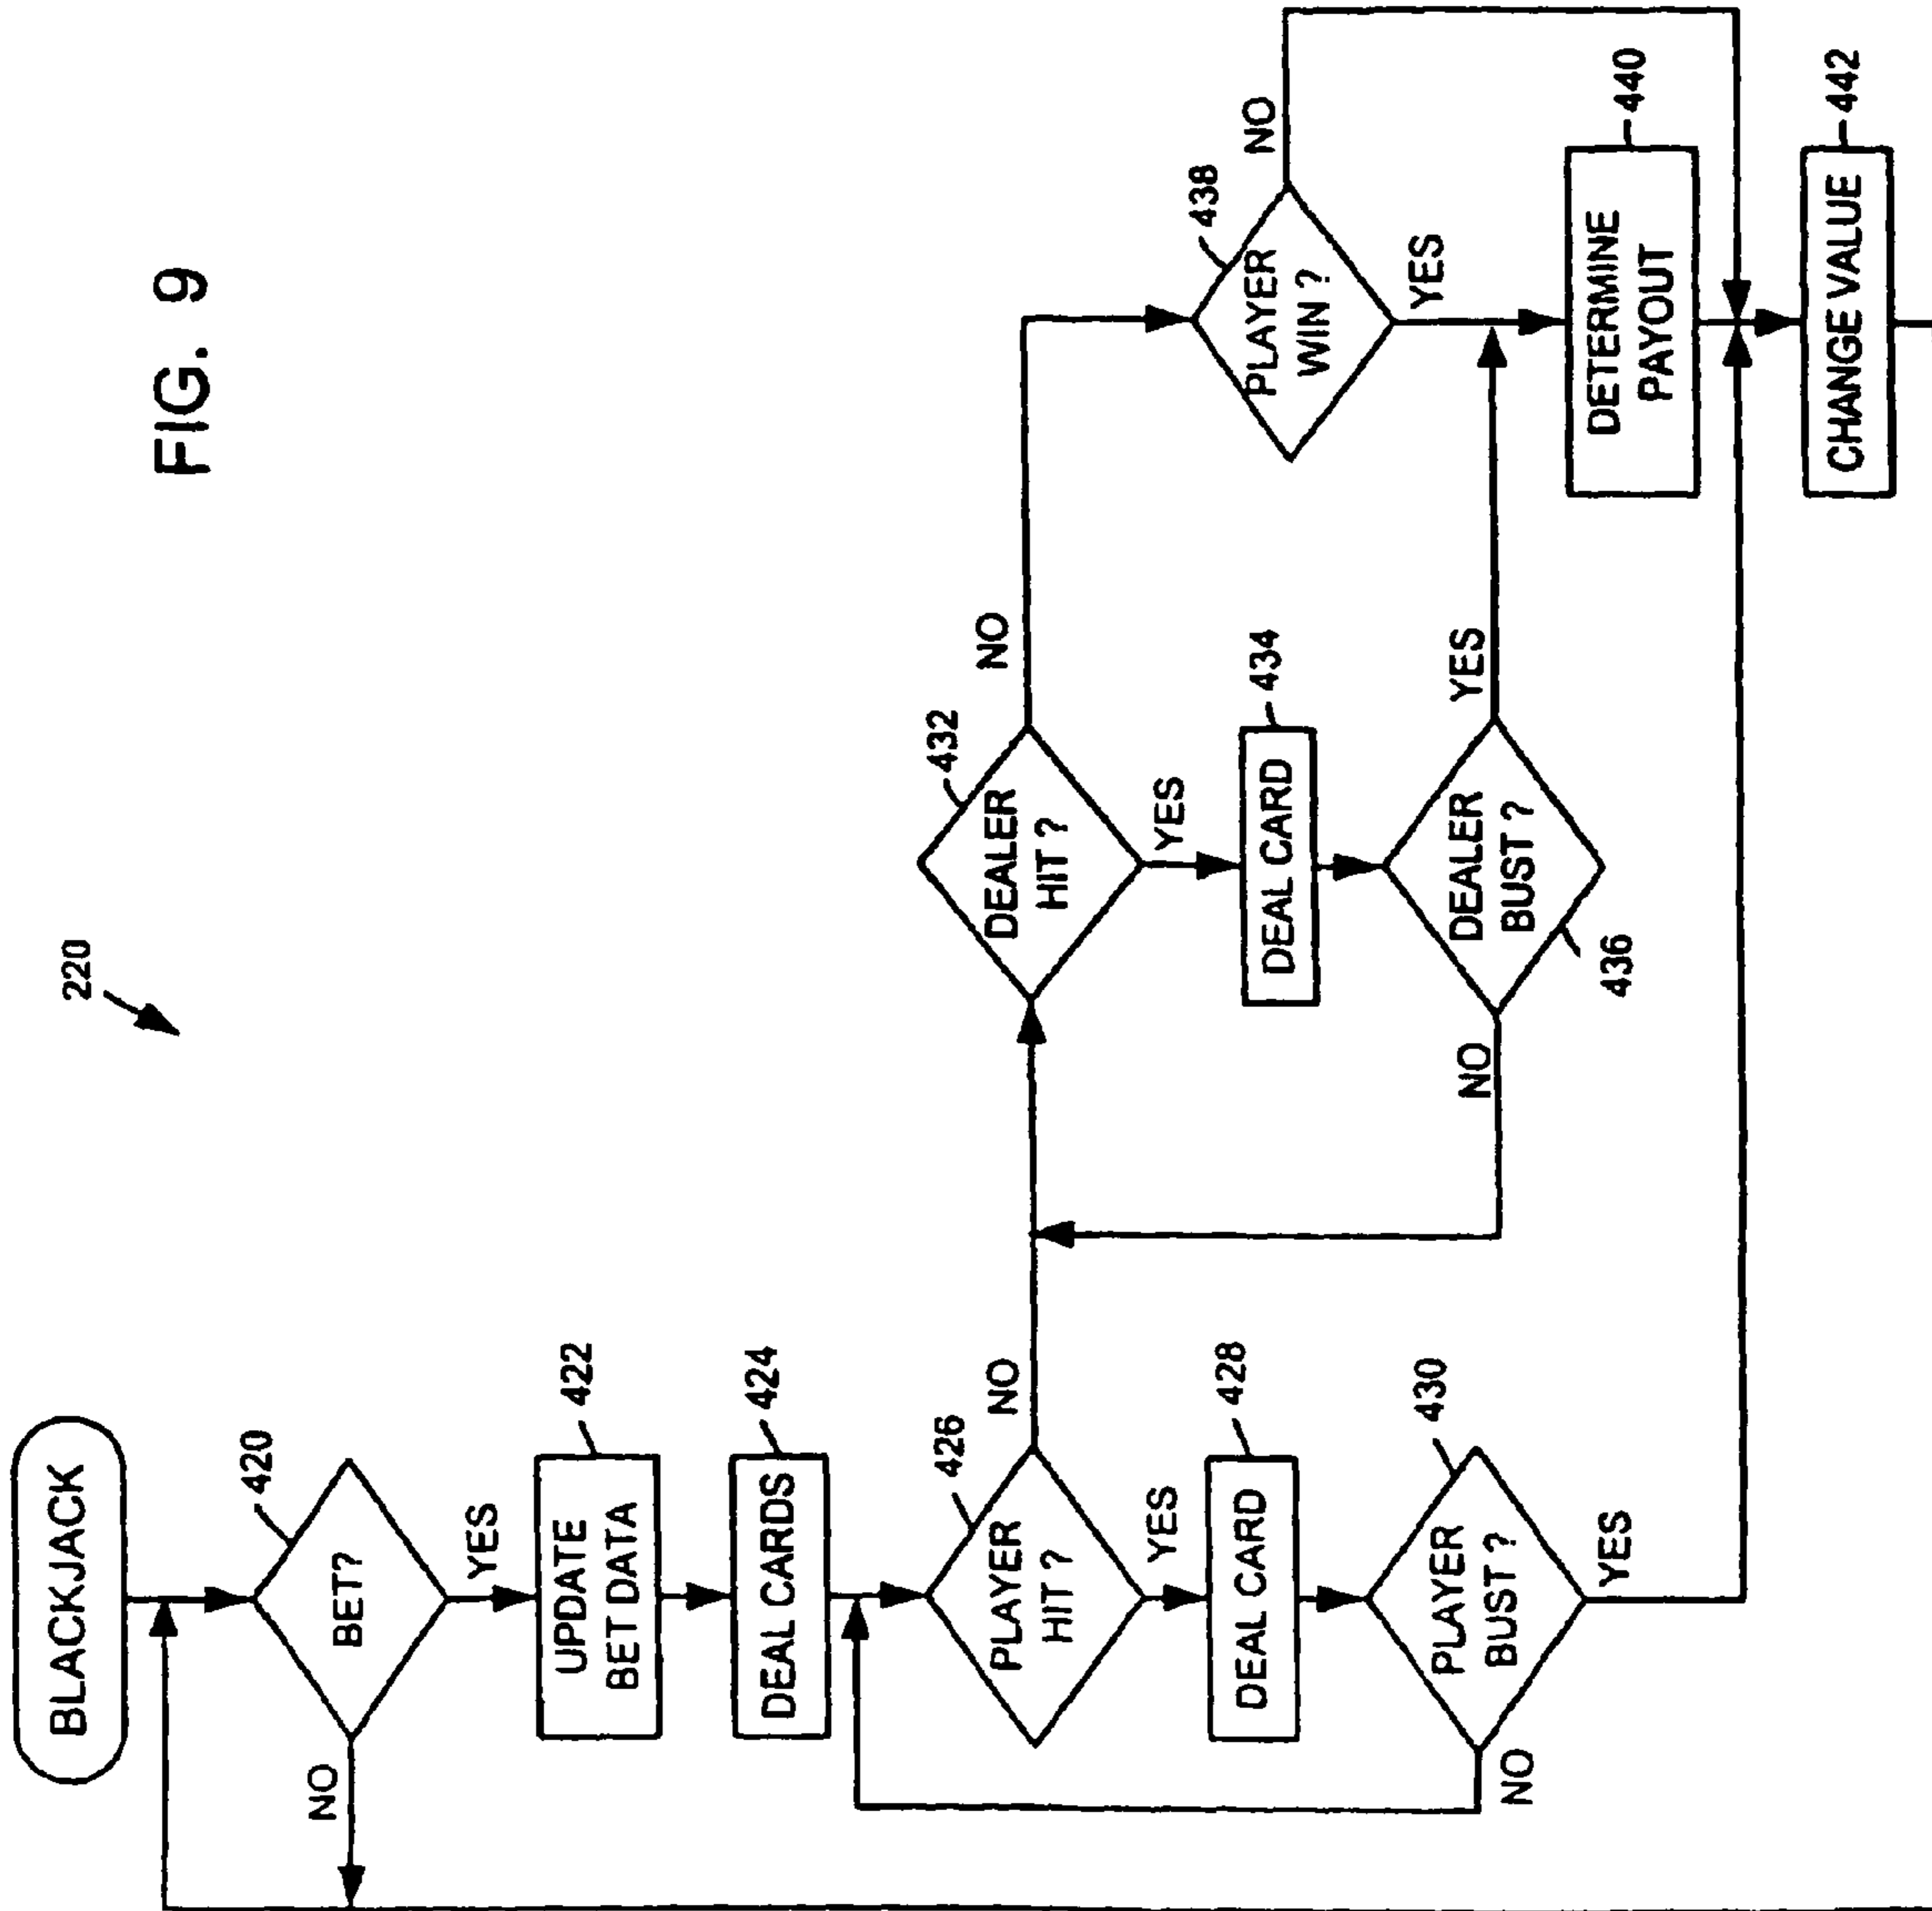 FIG. 9
220
BLACKJACK
420
BET?
NO
YES
422
UPDATE
BET DATA
424
DEAL CARDS
426
PLAYER
HIT?
NO
YES
428
DEAL CARD
430
PLAYER
BUST?
NO
YES
432
DEALER
HIT?
NO
YES
434
DEAL CARD
DEALER
BUST?
436
NO
YES
438
PLAYER
WIN?
NO
YES
440
DETERMINE
PAYOUT
442
CHANGE VALUE